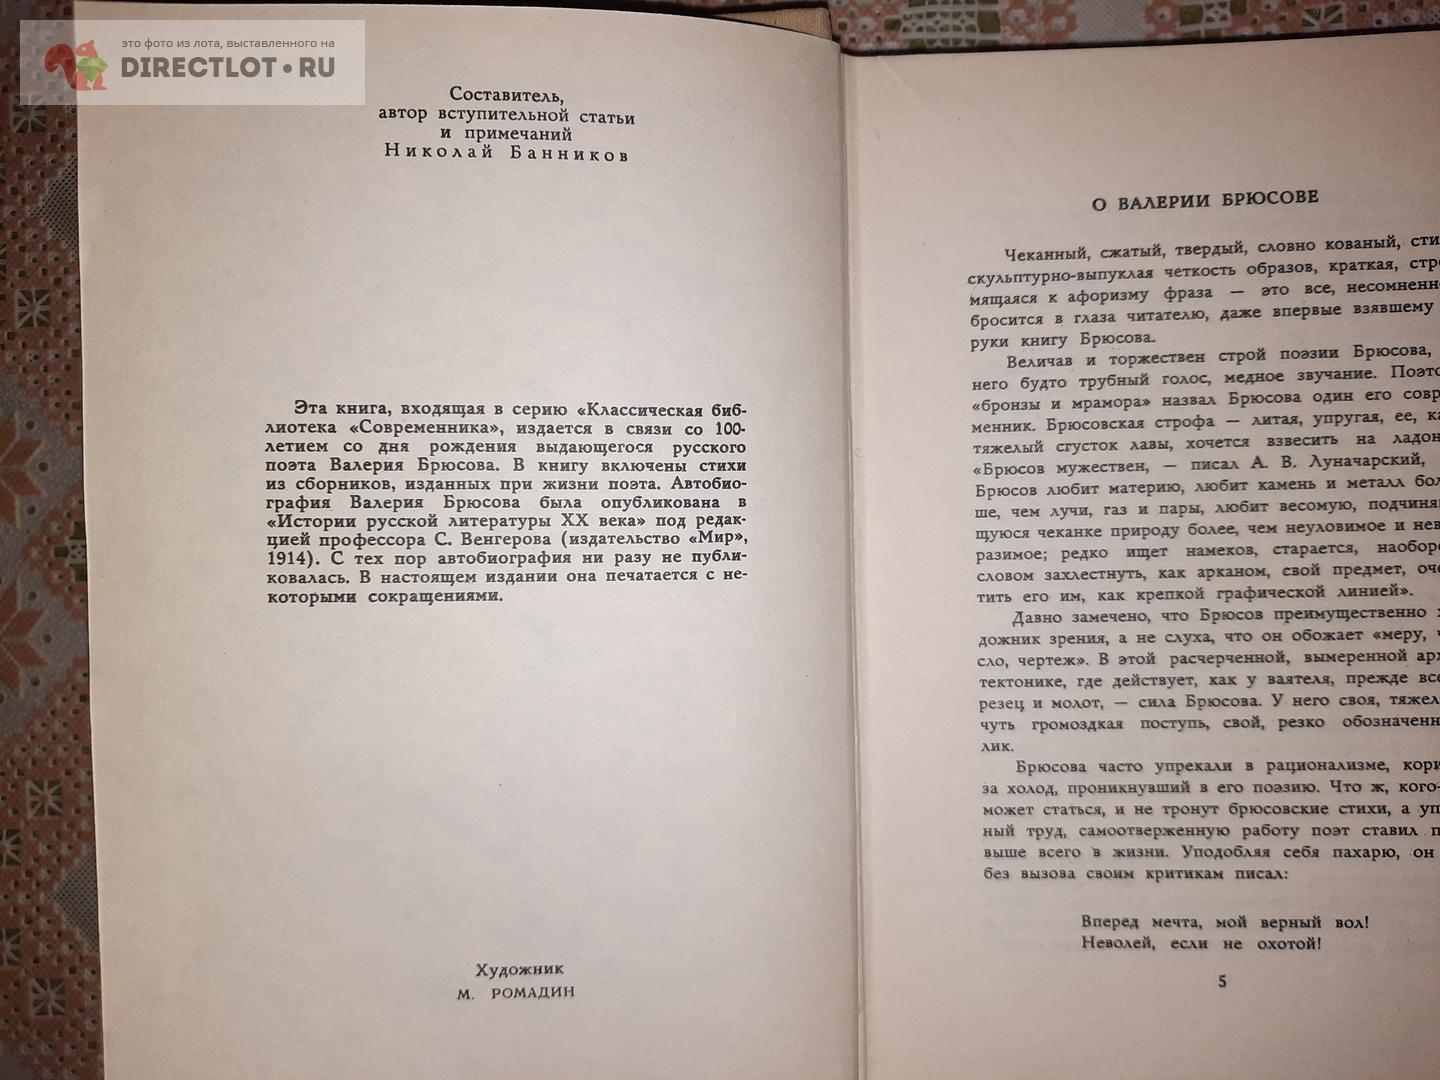 это фото из лота, выставленного на
DIRECTLOT.RU
Составитель,
автор вступительной статьи
и примечаний
Николай Банников
Эта книга, входящая в серию «Классическая биб-
лиотека «Современника», издается в связи со 100-
летием со дня рождения выдающегося русского
поэта Валерия Брюсова. В книгу включены стихи
из сборников, изданных при жизни поэта. Автобио-
графия Валерия Брюсова была опубликована в
«Истории русской литературы XX века» под редак-
цией профессора С. Венгерова (издательство «Мир»,
1914). С тех пор автобиография ни разу не публи-
ковалась. В настоящем издании она печатается с не-
которыми сокращениями.
Художник
М. РОМАДИН
О ВАЛЕРИИ БРЮСОВЕ
Чеканный, сжатый, твердый, словно кованый,
скульптурно-выпуклая четкость образов, краткая,
мящаяся к афоризму фраза — это все,
бросится в глаза читателю, даже впервые взявшему
руки книгу Брюсова.
Величав и торжествен строй поэзии Брюсова,
него будто трубный голос, медное звучание.
«бронзы и мрамора» назвал Брюсова один его
менник. Брюсовская строфа — литая, упругая, ее,
тяжелый сгусток лавы, хочется взвесить на
«Брюсов мужествен, — писал А. В. Луначарский,
Брюсов любит материю, любит камень и металл
ше, чем лучи, газ и пары, любит весомую,
щуюся чеканке природу более, чем неуловимое и
разимое; редко ищет намеков, старается,
словом захлестнуть, как арканом, свой предмет,
тить его им, как крепкой графической линией».
Давно замечено, что Брюсов преимущественно
дожник зрения, а не слуха, что он обожает «меру,
сло, чертеж». В этой расчерченной, вымеренной
тектонике, где действует, как у ваятеля, прежде
резец и молот, — сила Брюсова. У него своя,
чуть громоздкая поступь, свой, резко
лик.
Брюсова часто упрекали в рационализме,
за холод, проникнувший в его поэзию. Что ж,
может статься, и не тронут брюсовские стихи, а
ный труд, самоотверженную работу поэт ставил
выше всего в жизни. Уподобляя себя пахарю, он
без вызова своим критикам писал:
Вперед мечта, мой верный вол!
Неволей, если не охотой!
5